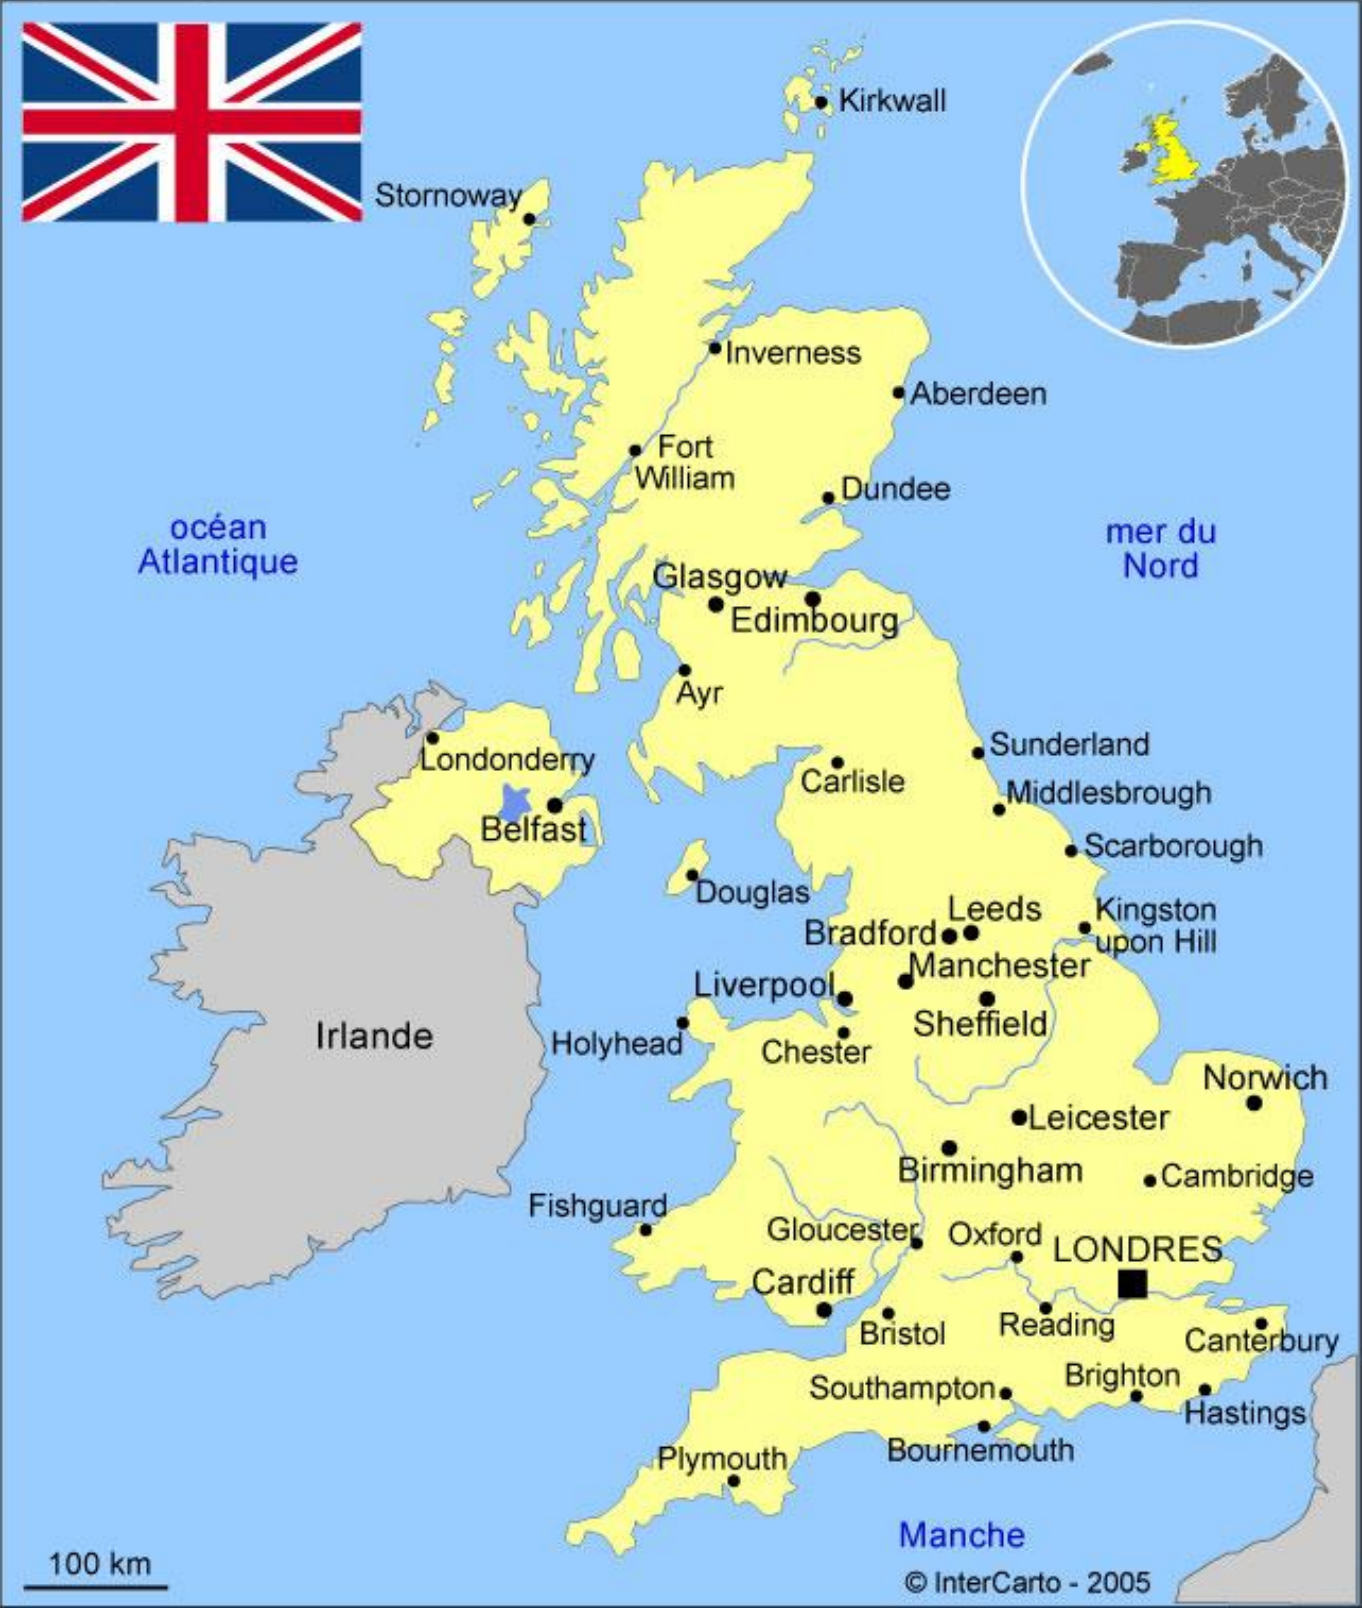 Kirkwall
Stornoway
Inverness
Aberdeen
Fort
William
Dundee
océan
Atlantique
mer du
Nord
Glasgow
Edimbourg
Ayr
Londonderry
Belfast
Carlisle
Sunderland
Middlesbrough
Scarborough
Douglas
Leeds
Bradford
Kingston
upon Hill
Manchester
Liverpool
Sheffield
Irlande
Holyhead
Chester
Norwich
Leicester
Birmingham
Cambridge
Fishguard
Gloucester
Oxford
LONDRES
Cardiff
Bristol
Reading
Canterbury
Southampton
Brighton
Hastings
Bournemouth
Plymouth
Manche
100 km
© InterCarto - 2005